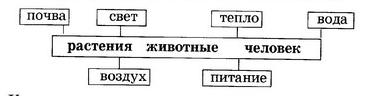 почва свет тепло вода
растения животные человек
воздух питание